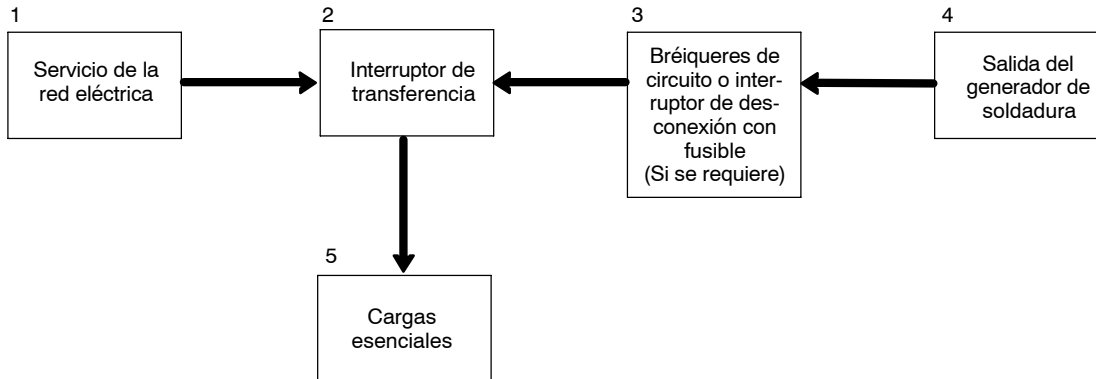 1
Servicio de la
red eléctrica
2
Interruptor de
transferencia
3
Bréiqueres de
circuito o inter-
ruptor de des-
conexión con
fusible
(Si se requiere)
4
Salida del
generador de
soldadura
5
Cargas
esenciales